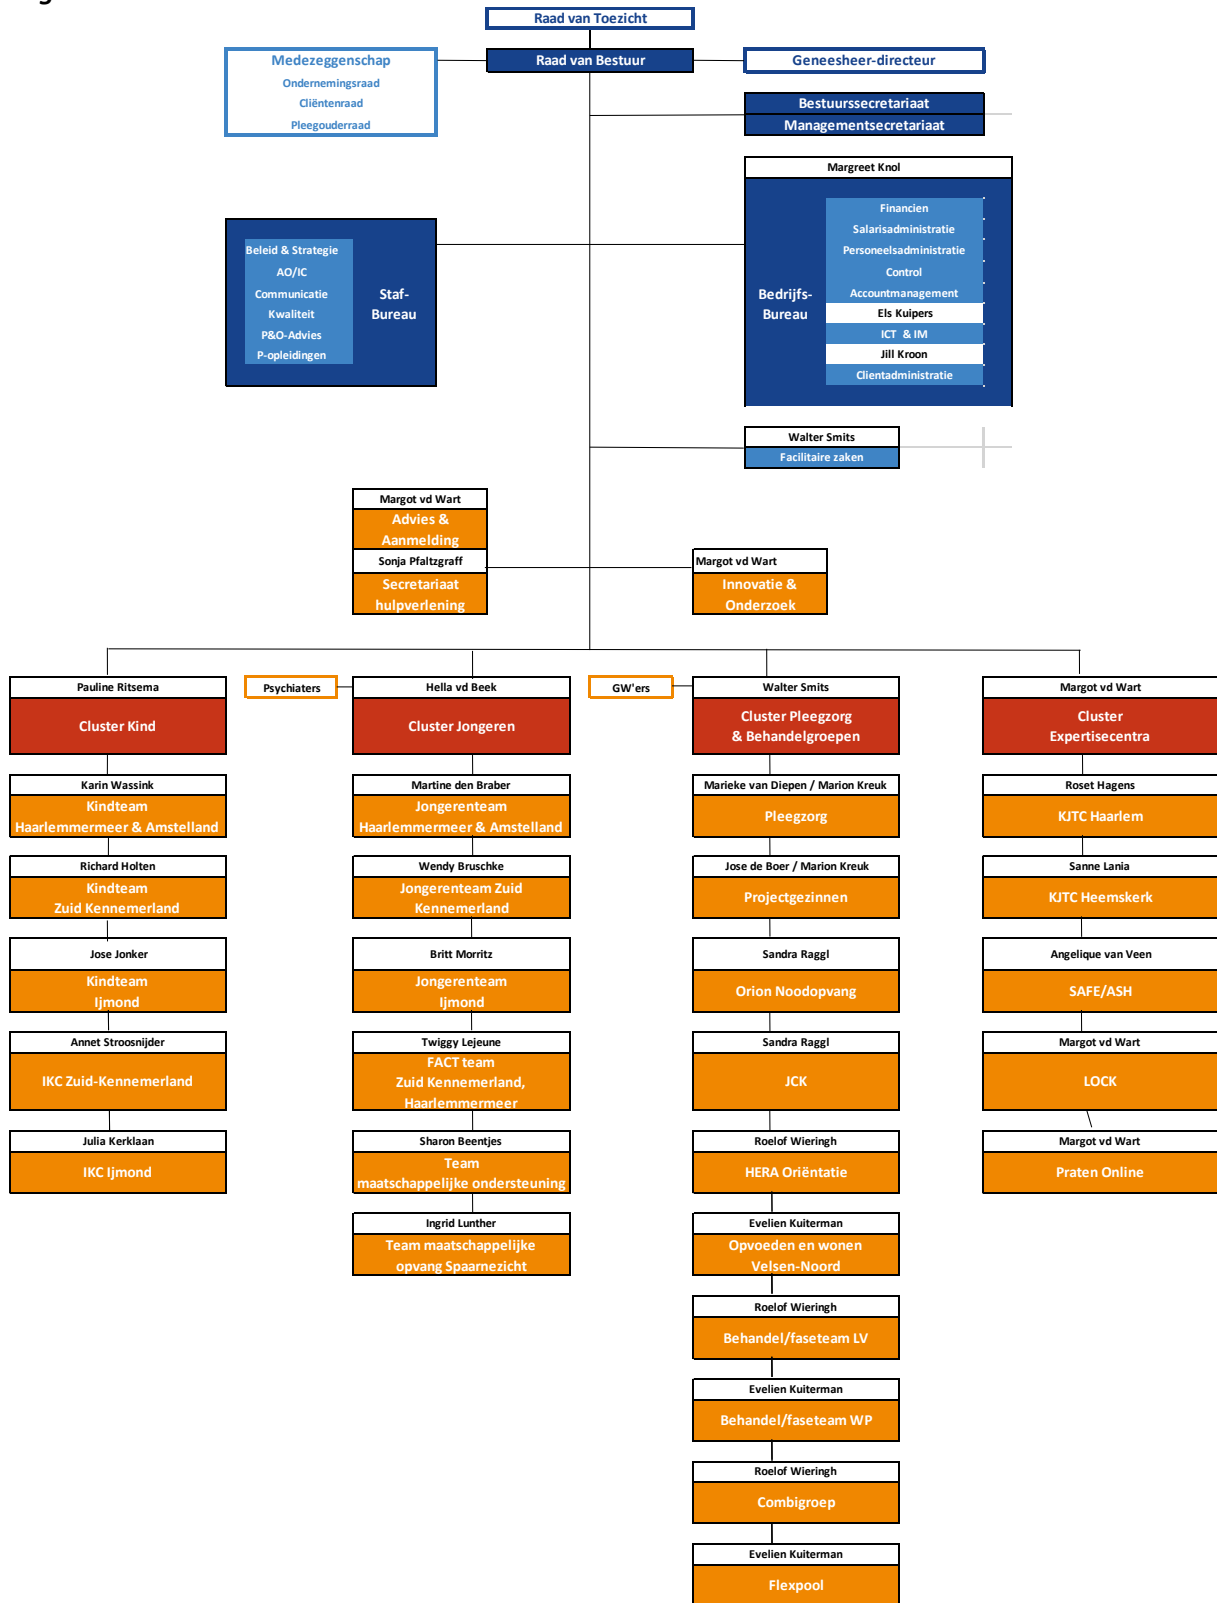 Raad van Toezicht
Raad van Bestuur
Medezeggenschap
Ondernemingsraad
Cliëntenraad
Pleegouderraad
Geneesheer-directeur
Bestuurssecretariaat
Managementsecretariaat
Margreet Knol
Financien
Salarisadministratie
Personeelsadministratie
Control
Accountmanagement
Els Kuipers
ICT & IM
Jill Kroon
Clientadministratie
Bedrijfs-
Bureau
Beleid & Strategie
AO/IC
Communicatie
Kwaliteit
P&O-Advies
P-opleidingen
Staf-
Bureau
Walter Smits
Facilitaire zaken
Margot vd Wart
Advies &
Aanmelding
Sonja Pfaltzgraff
Secretariaat
hulpverlening
Margot vd Wart
Innovatie &
Onderzoek
Pauline Ritsema
Cluster Kind
Karin Wassink
Kindteam
Haarlemmermeer & Amstelland
Richard Holten
Kindteam
Zuid Kennemerland
Jose Jonker
Kindteam
Ijmond
Annet Stroosnijder
IKC Zuid-Kennemerland
Julia Kerklaan
IKC Ijmond
Psychiaters
Hella vd Beek
Cluster Jongeren
Martine den Braber
Jongerenteam
Haarlemmermeer & Amstelland
Wendy Bruschke
Jongerenteam Zuid
Kennemerland
Britt Morritz
Jongerenteam
Ijmond
Twiggy Lejeune
FACT team
Zuid Kennemerland,
Haarlemmermeer
Sharon Beentjes
Team
maatschappelijke ondersteuning
Ingrid Lunther
Team maatschappelijke
opvang Spaarnezicht
GW'ers
Walter Smits
Cluster Pleegzorg
& Behandelgroepen
Marieke van Diepen / Marion Kreuk
Pleegzorg
Jose de Boer / Marion Kreuk
Projectgezinnen
Sandra Raggl
Orion Noodopvang
Sandra Raggl
JCK
Roelof Wieringh
HERA Oriëntatie
Evelien Kuiterman
Opvoeden en wonen
Velsen-Noord
Roelof Wieringh
Behandel/faseteam LV
Evelien Kuiterman
Behandel/faseteam WP
Roelof Wieringh
Combigroep
Evelien Kuiterman
Flexpool
Margot vd Wart
Cluster
Expertisecentra
Roset Hagens
KJTC Haarlem
Sanne Lania
KJTC Heemskerk
Angelique van Veen
SAFE/ASH
Margot vd Wart
LOCK
Margot vd Wart
Praten Online